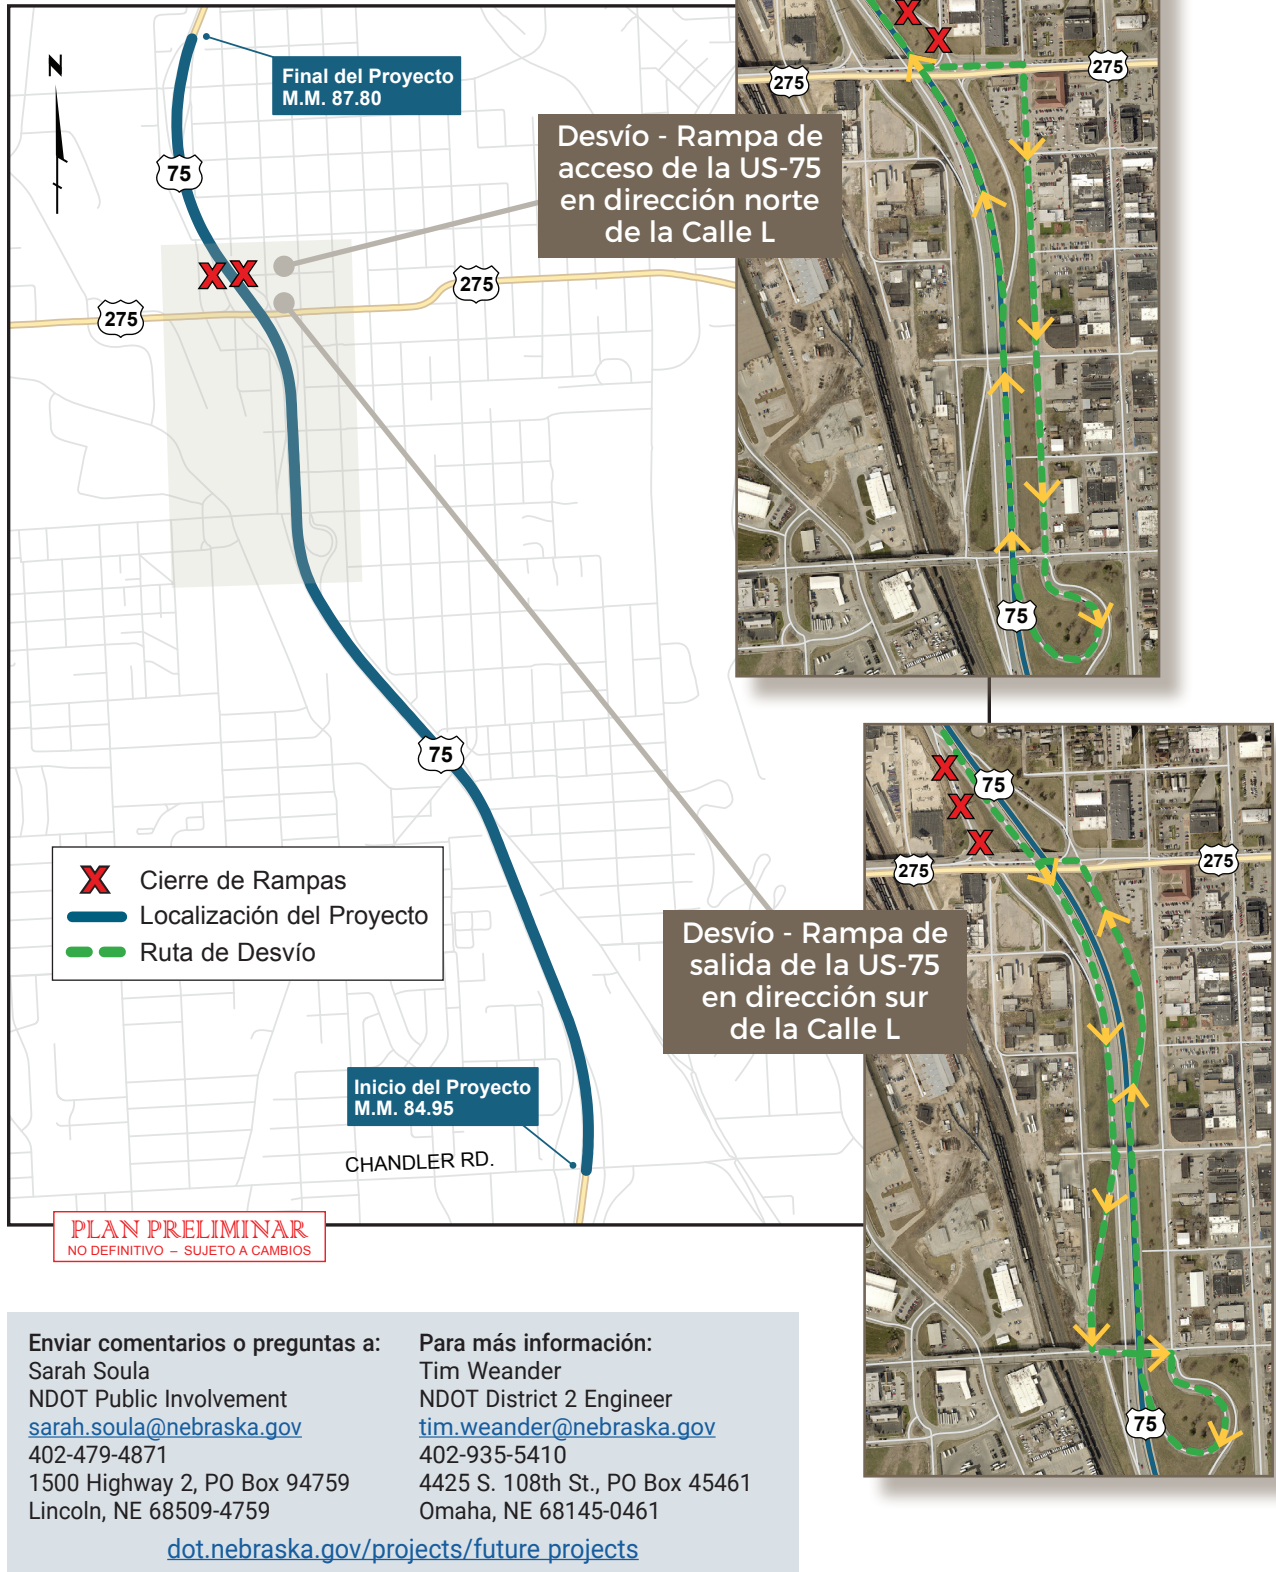 N
Final del Proyecto
M.M. 87.80
75
275
275
75
Desvío - Rampa de
acceso de la US-75
en dirección norte
de la Calle L
275
275
75
Cierre de Rampas
Localización del Proyecto
Ruta de Desvío
Desvío - Rampa de
salida de la US-75
en dirección sur
de la Calle L
75
275
275
75
Inicio del Proyecto
M.M. 84.95
CHANDLER RD.
PLAN PRELIMINAR
NO DEFINITIVO – SUJETO A CAMBIOS
Enviar comentarios o preguntas a:
Sarah Soula
NDOT Public Involvement
sarah.soula@nebraska.gov
402-479-4871
1500 Highway 2, PO Box 94759
Lincoln, NE 68509-4759
Para más información:
Tim Weander
NDOT District 2 Engineer
tim.weander@nebraska.gov
402-935-5410
4425 S. 108th St., PO Box 45461
Omaha, NE 68145-0461
dot.nebraska.gov/projects/future projects